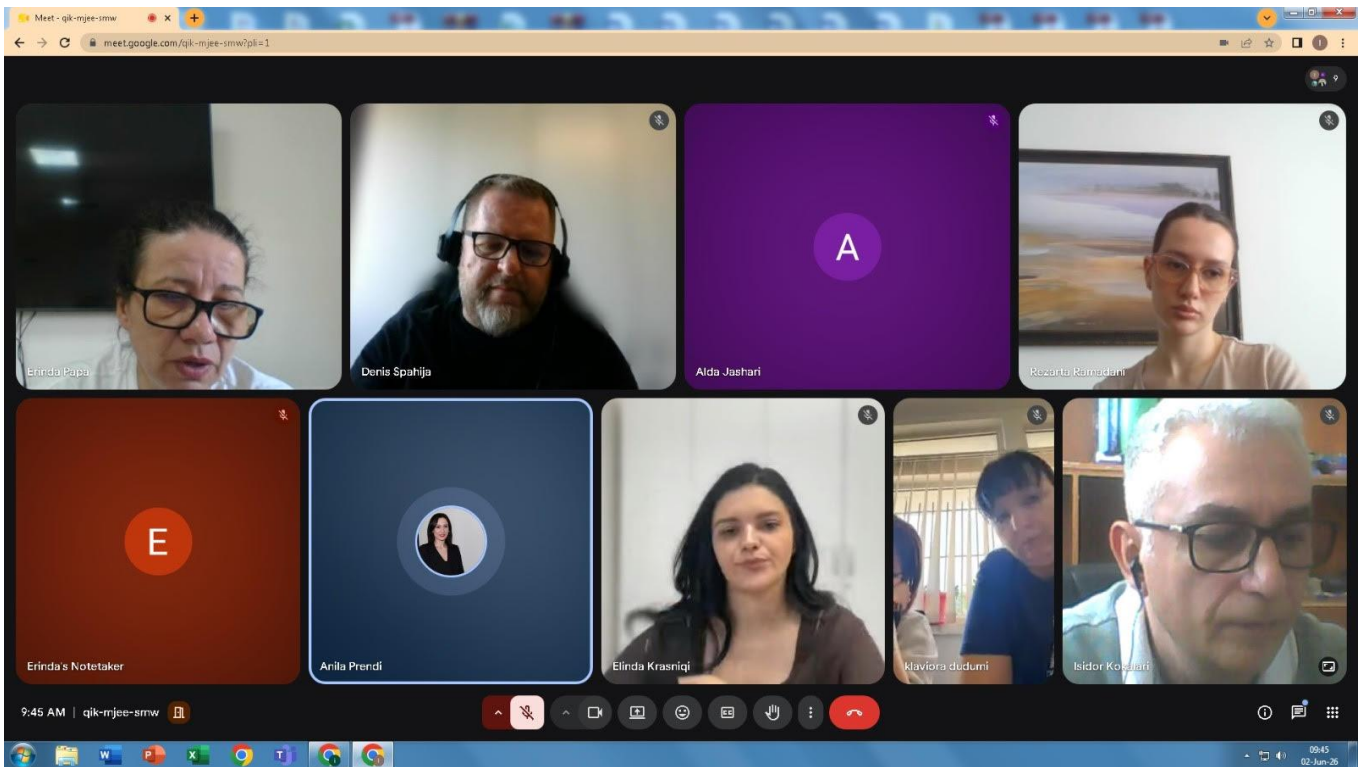 Meet - qik-mjee-smw
meet.google.com/qik-mjee-smw?pli=1
I
9
Erinda Papa
Denis Spahija
A
Alda Jashari
Rezarta Ramadani
E
Erinda's Notetaker
Anila Prendi
Elinda Krasniqi
klaviora dudumi
Isidor Kokalari
9:45 AM | qik-mjee-smw
CC
09:45
02-Jun-26